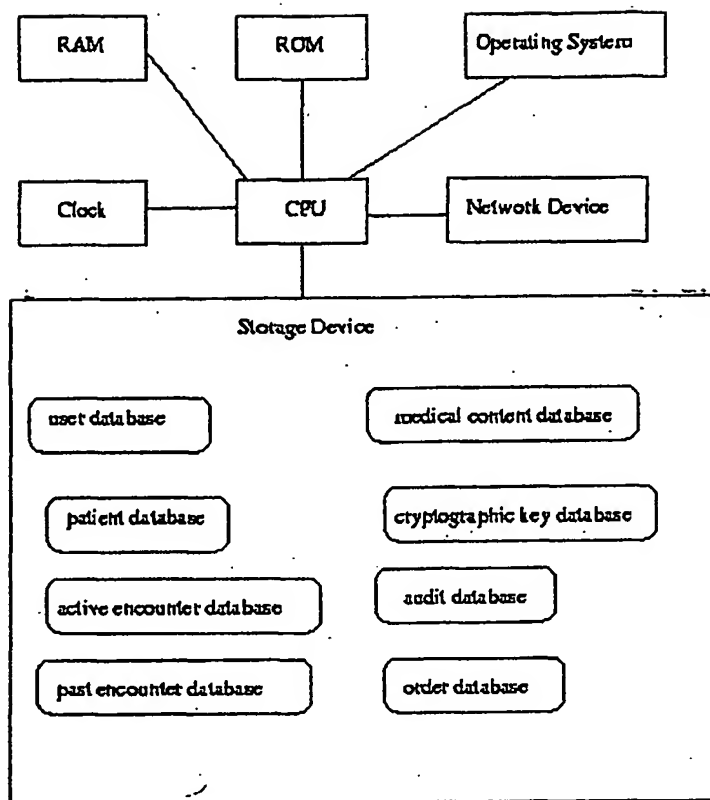 RAM
ROM
Operating System
Clock
CPU
Network Device
Storage Device
user database
medical content database
patient database
cryptographic key database
active encounter database
audit database
past encounter database
order database